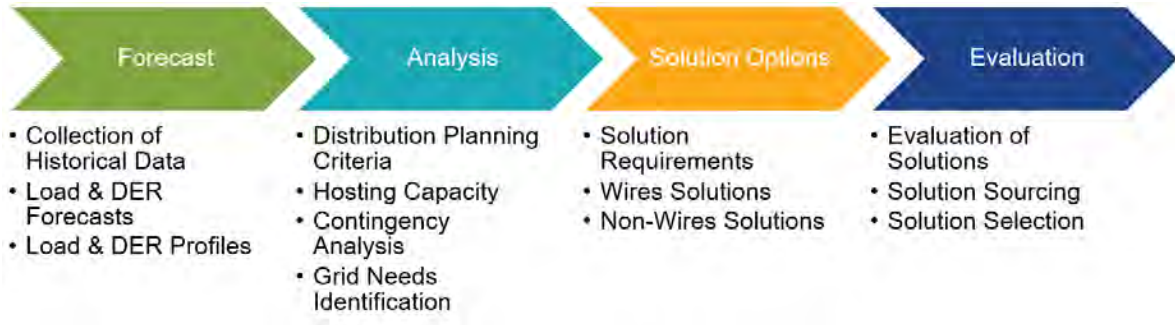 Forecast
• Collection of
Historical Data
• Load & DER
Forecasts
• Load & DER Profiles
Analysis
• Distribution Planning
Criteria
• Hosting Capacity
• Contingency
Analysis
• Grid Needs
Identification
Solution Options
• Solution
Requirements
• Wires Solutions
• Non-Wires Solutions
Evaluation
• Evaluation of
Solutions
• Solution Sourcing
• Solution Selection